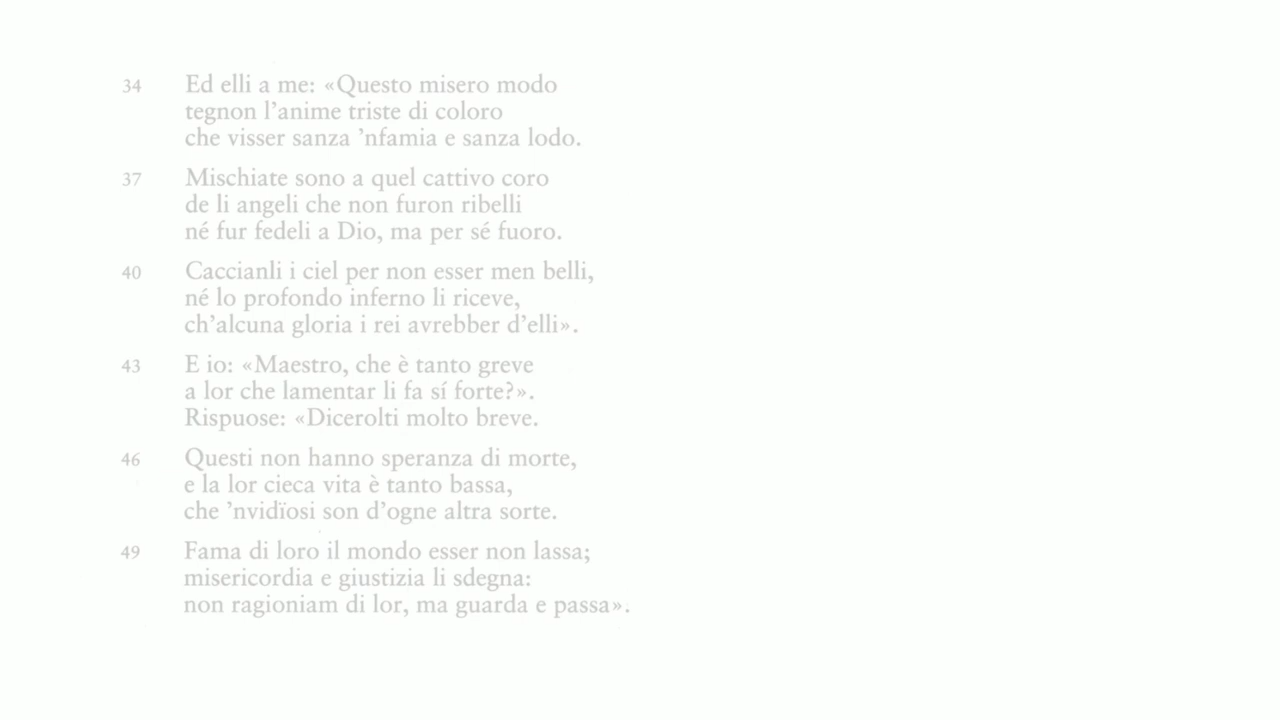 34 Ed elli a me: «Questo misero modo
tegnon l'anime triste di coloro
che visser sanza 'nfamia e sanza lodo.
37 Mischiate sono a quel cattivo coro
de li angeli che non furon ribelli
né fur fedeli a Dio, ma per sé fuoro.
40 Caccianli i ciel per non esser men belli,
né lo profondo inferno li riceve,
ch'alcuna gloria i rei avrebber d'elli».
43 E io: «Maestro, che è tanto greve
a lor che lamentar li fa sí forte?».
Rispuose: «Dicerolti molto breve.
46 Questi non hanno speranza di morte,
e la lor cieca vita è tanto bassa,
che 'nvidïosi son d'ogne altra sorte.
49 Fama di loro il mondo esser non lassa;
misericordia e giustizia li sdegna:
non ragioniam di lor, ma guarda e passa».